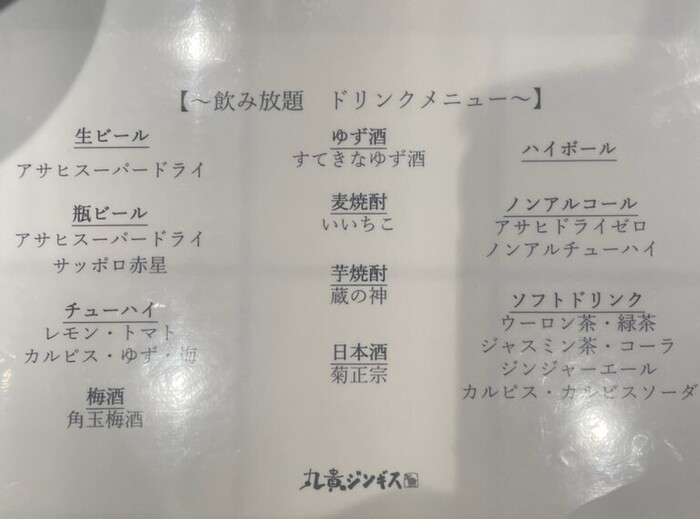 【～飲み放題　ドリンクメニュー～】
生ビール
アサヒスーパードライ
瓶ビール
アサヒスーパードライ
サッポロ赤星
チューハイ
レモン・トマト
カルピス・ゆず・梅
梅酒
角玉梅酒
ゆず酒
すてきなゆず酒
麦焼酎
いいちこ
芋焼酎
蔵の神
日本酒
菊正宗
ハイボール
ノンアルコール
アサヒドライゼロ
ノンアルチューハイ
ソフトドリンク
ウーロン茶・緑茶
ジャスミン茶・コーラ
ジンジャーエール
カルピス・カルピスソーダ
丸貴ジンギス